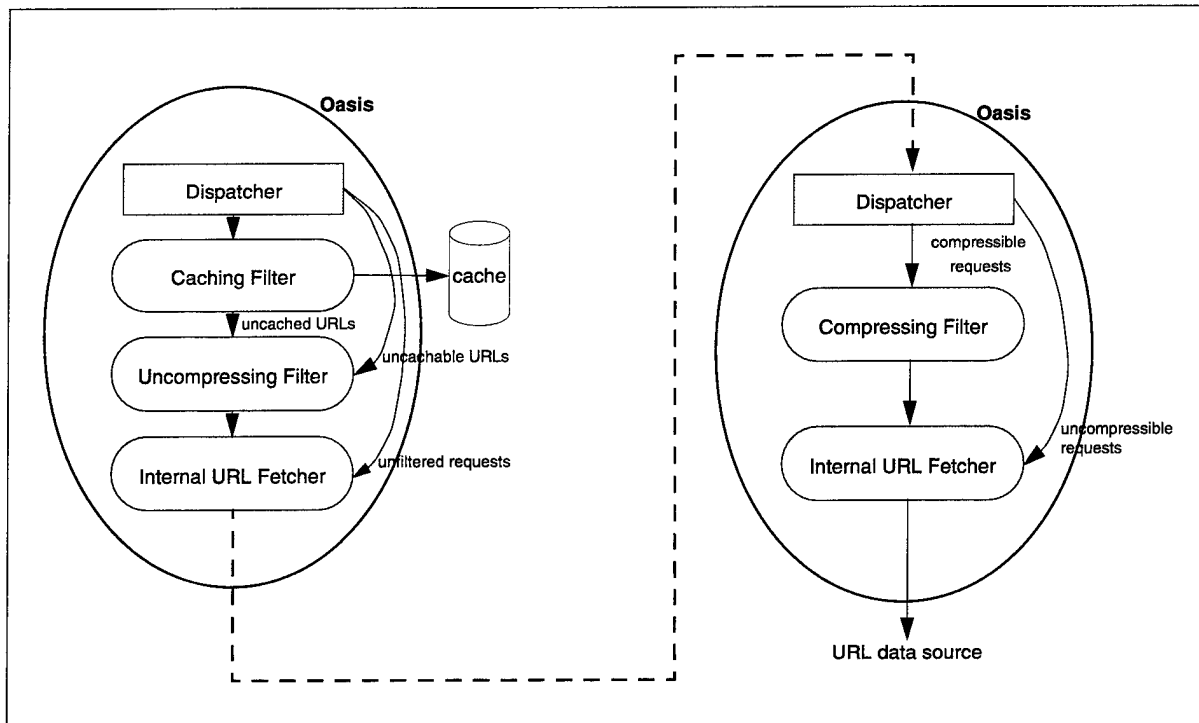 Oasis
Dispatcher
Caching Filter
cache
uncached URLs
uncachable URLs
Uncompressing Filter
Internal URL Fetcher
unfiltered requests
Oasis
Dispatcher
compressible
requests
Compressing Filter
uncompressible
requests
Internal URL Fetcher
URL data source